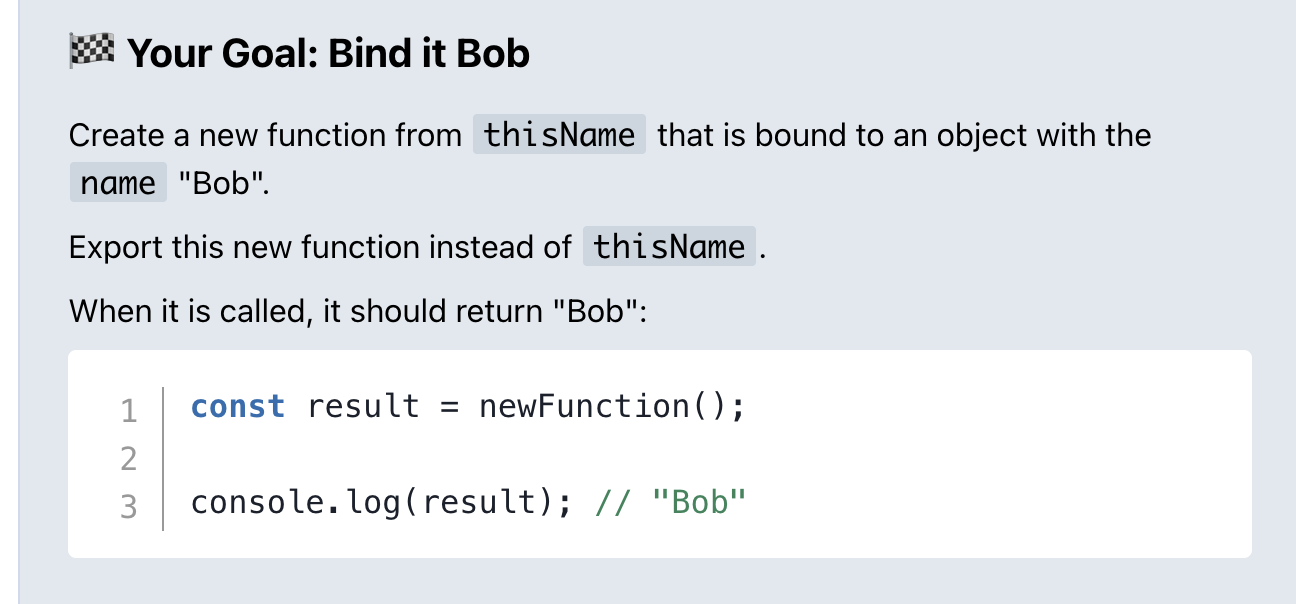 🏁 Your Goal: Bind it Bob
Create a new function from thisName that is bound to an object with the
name "Bob".
Export this new function instead of thisName.
When it is called, it should return "Bob":
1 const result = newFunction();
2
3 console.log(result); // "Bob"